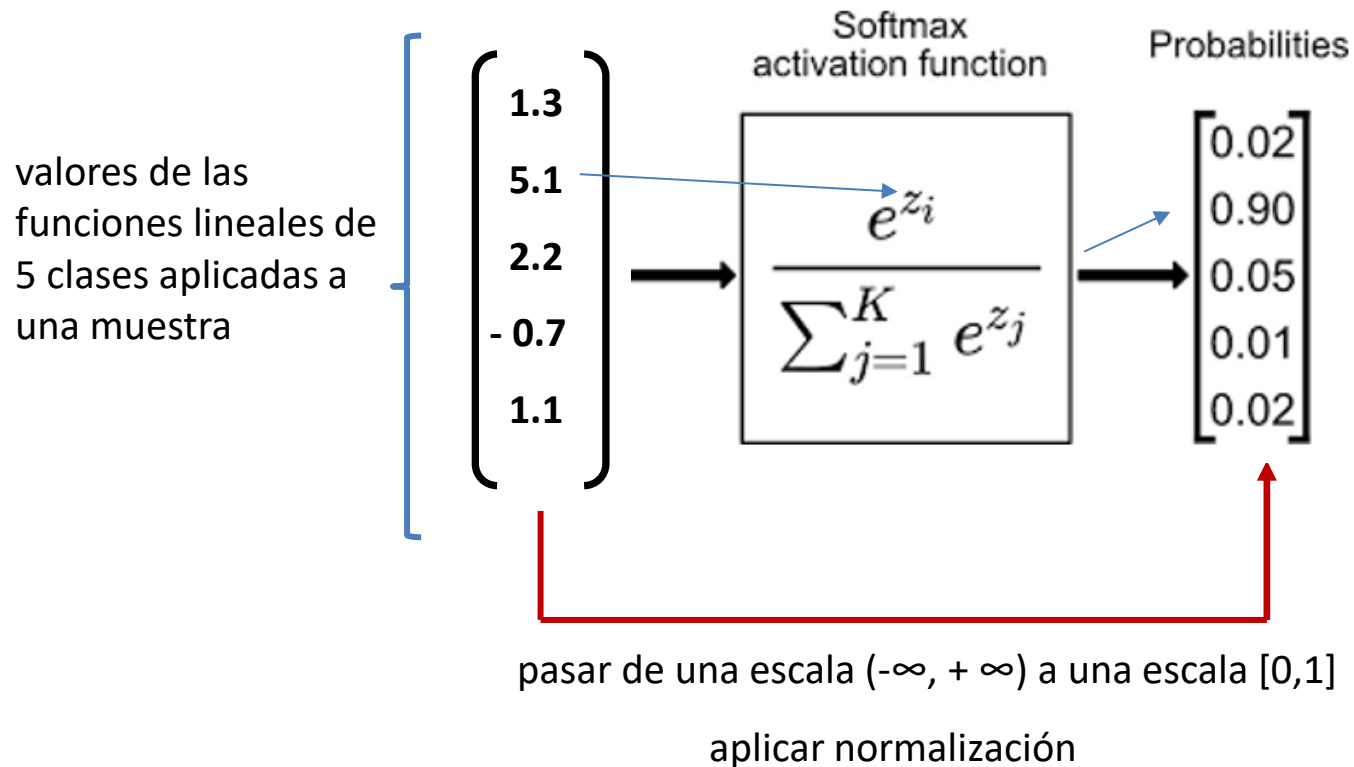 valores de las
funciones lineales de
5 clases aplicadas a
una muestra
1.3
5.1
2.2
- 0.7
1.1
Softmax
activation function
e^{z_i}
∑_{j=1}^{K} e^{z_j}
Probabilities
0.02
0.90
0.05
0.01
0.02
pasar de una escala (-∞, + ∞) a una escala [0,1]
aplicar normalización